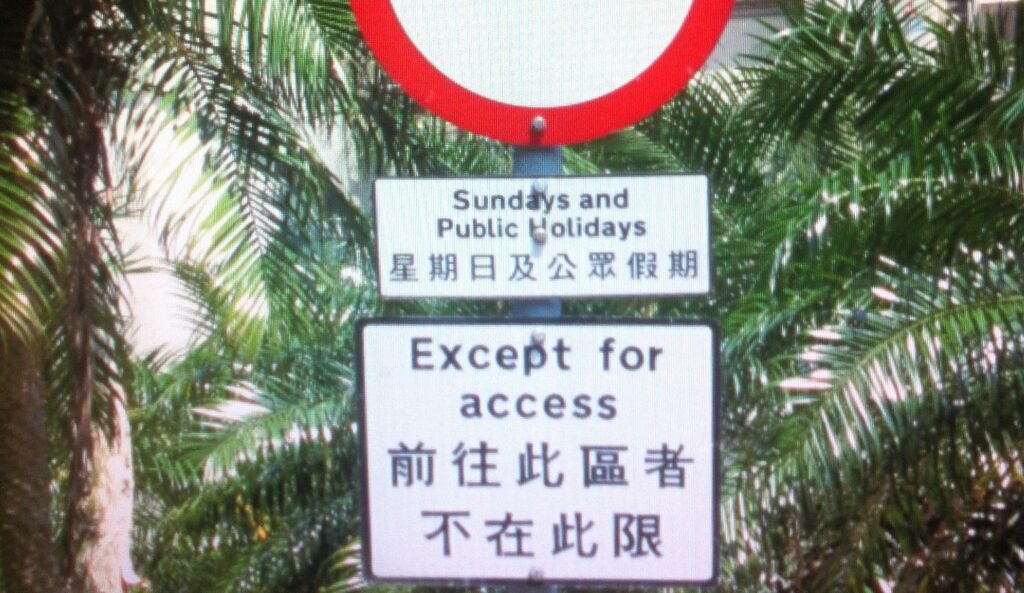 Sundays and
Public Holidays
星期日及公眾假期
Except for
access
前往此區者
不在此限